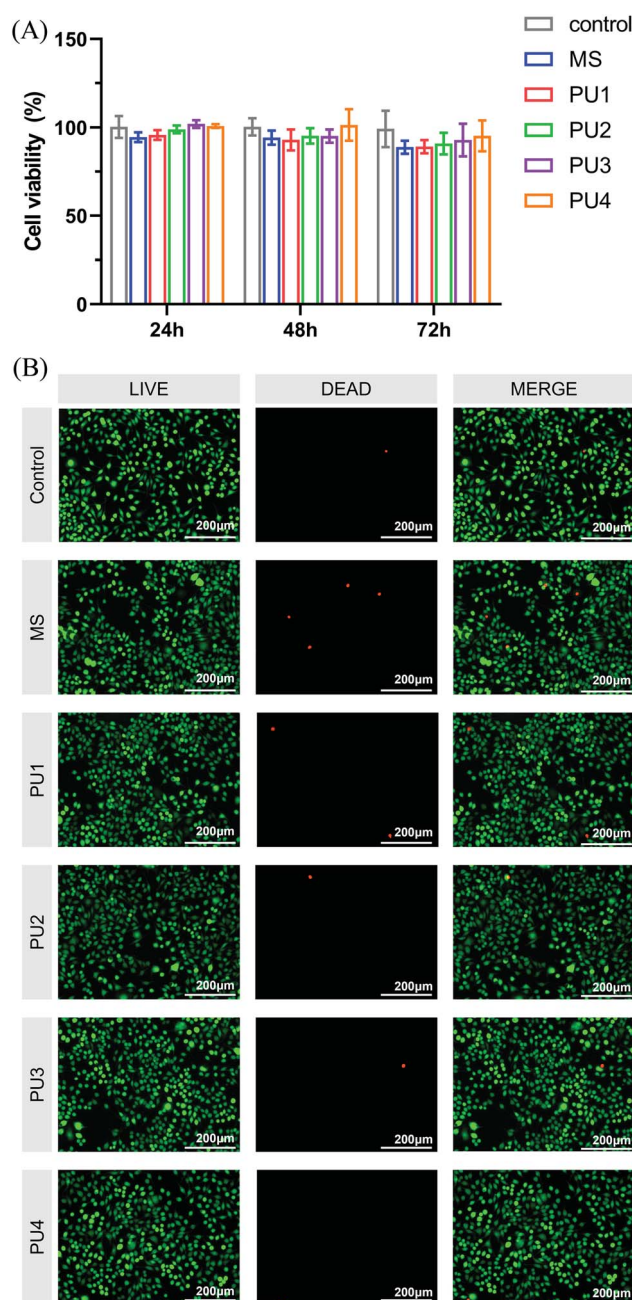 (A)
150
100
50
0
Cell viability (%)
24h 48h 72h
control
MS
PU1
PU2
PU3
PU4
(B)
LIVE DEAD MERGE
Control
200μm 200μm 200μm
MS
200μm 200μm 200μm
PU1
200μm 200μm 200μm
PU2
200μm 200μm 200μm
PU3
200μm 200μm 200μm
PU4
200μm 200μm 200μm